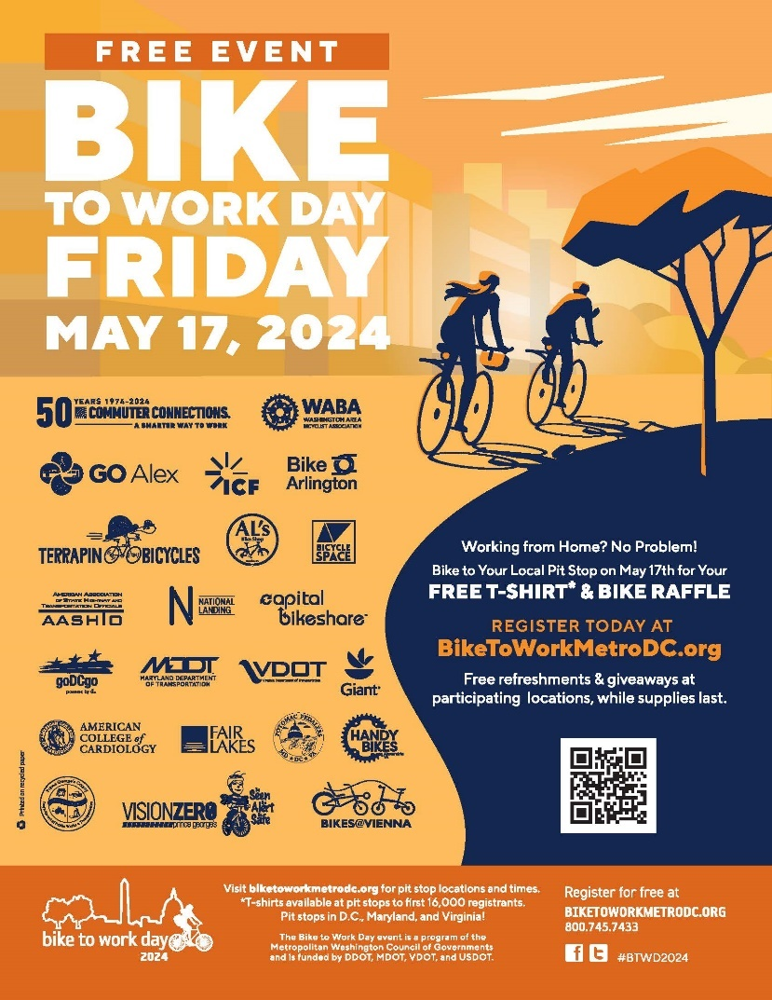 FREE EVENT
BIKE
TO WORK DAY
FRIDAY
MAY 17, 2024
50 YEARS 1974-2024
COMMUTER CONNECTIONS.
A SMARTER WAY TO WORK
WABA
WASHINGTON AREA
BICYCLIST ASSOCIATION
GO Alex
ICF
Bike
Arlington
TERRAPIN BICYCLES
AL's
Bike Shop
BICYCLE
SPACE
AMERICAN ASSOCIATION
OF STATE HIGHWAY AND
TRANSPORTATION OFFICIALS
AASHTO
N NATIONAL
LANDING
capital
bikeshare
goDCgo
powered by d.
MDOT
MARYLAND DEPARTMENT
OF TRANSPORTATION
VDOT
Giant
AMERICAN
COLLEGE of
CARDIOLOGY
FAIR
LAKES
POTOMAC PEDALERS
MD ★ DC ★ VA
HANDY
BIKES
VISIONZERO
prince george's
Be Seen
Be Alert
Be Safe
BIKES@VIENNA
Printed on recycled paper
Working from Home? No Problem!
Bike to Your Local Pit Stop on May 17th for Your
FREE T-SHIRT* & BIKE RAFFLE
REGISTER TODAY AT
BikeToWorkMetroDC.org
Free refreshments & giveaways at
participating locations, while supplies last.
bike to work day
2024
Visit biketoworkmetrodc.org for pit stop locations and times.
*T-shirts available at pit stops to first 16,000 registrants.
Pit stops in D.C., Maryland, and Virginia!
The Bike to Work Day event is a program of the
Metropolitan Washington Council of Governments
and is funded by DDOT, MDOT, VDOT, and USDOT.
Register for free at
BIKETOWORKMETRODC.ORG
800.745.7433
#BTWD2024